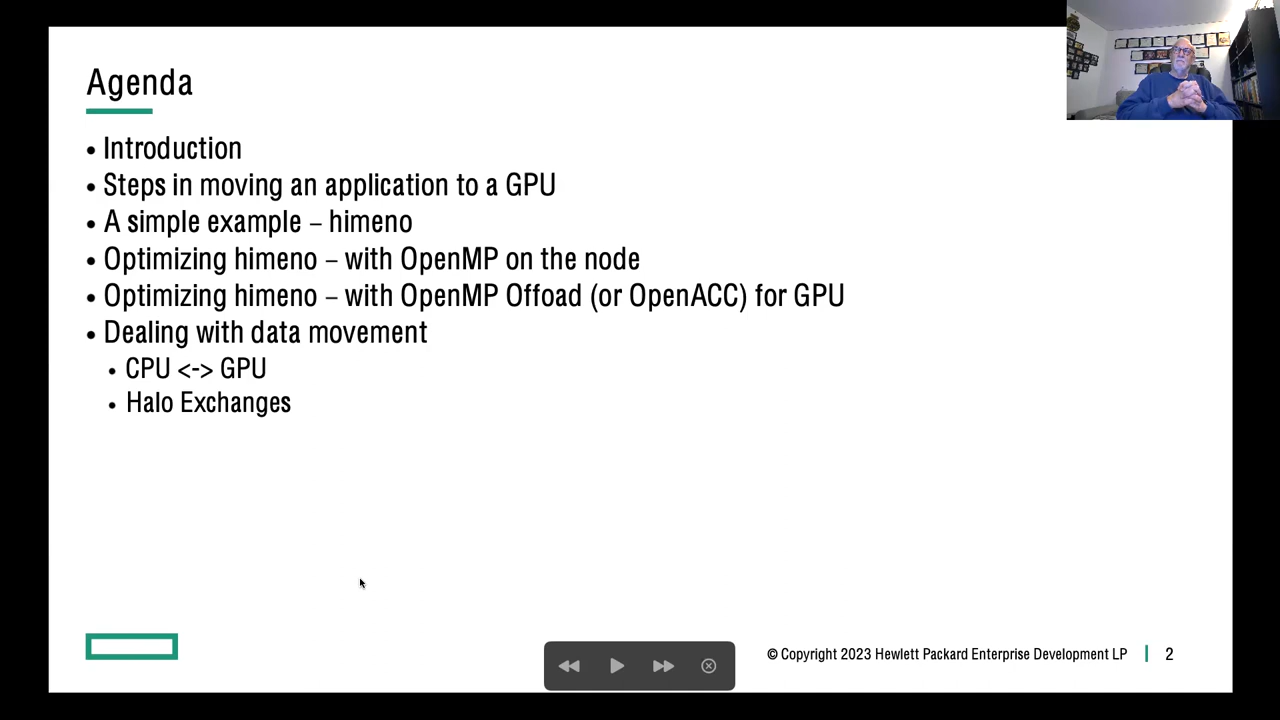 Agenda
• Introduction
• Steps in moving an application to a GPU
• A simple example – himeno
• Optimizing himeno – with OpenMP on the node
• Optimizing himeno – with OpenMP Offoad (or OpenACC) for GPU
• Dealing with data movement
• CPU <-> GPU
• Halo Exchanges
© Copyright 2023 Hewlett Packard Enterprise Development LP | 2